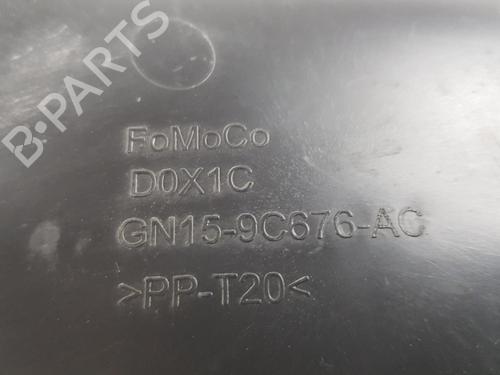 B-PARTS
FoMoCo
D0X1C
GN15-9C676-AC
>PP-T20<